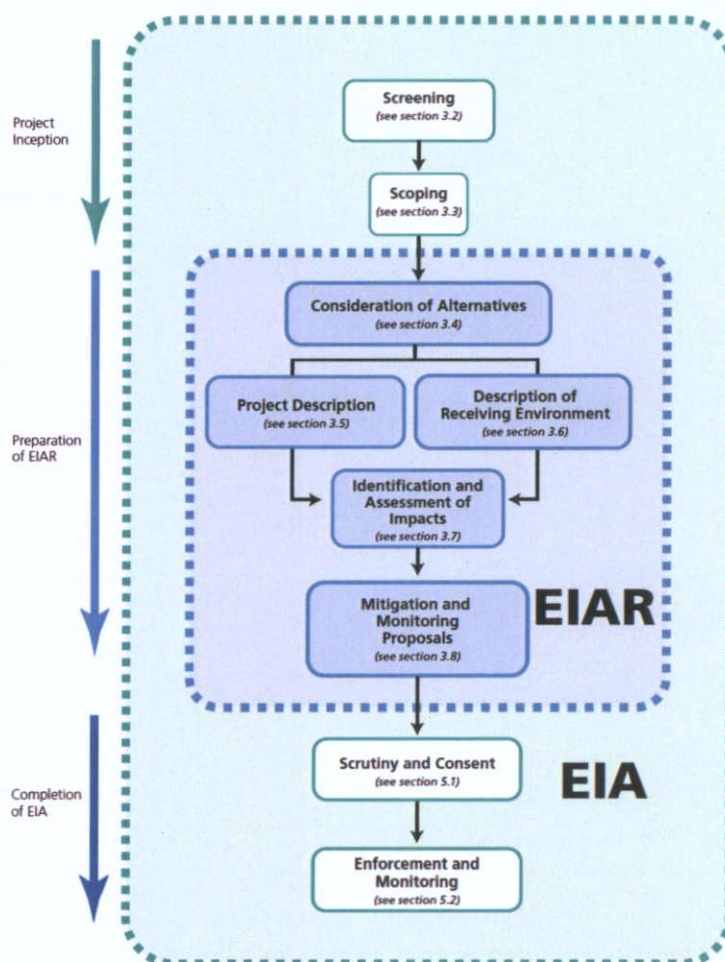 Project
Inception
Screening
(see section 3.2)
Scoping
(see section 3.3)
Preparation
of EIAR
Consideration of Alternatives
(see section 3.4)
Project Description
(see section 3.5)
Description of
Receiving Environment
(see section 3.6)
Identification and
Assessment of
Impacts
(see section 3.7)
Mitigation and
Monitoring
Proposals
(see section 3.8)
EIAR
Completion
of EIA
Scrutiny and Consent
(see section 5.1)
EIA
Enforcement and
Monitoring
(see section 5.2)